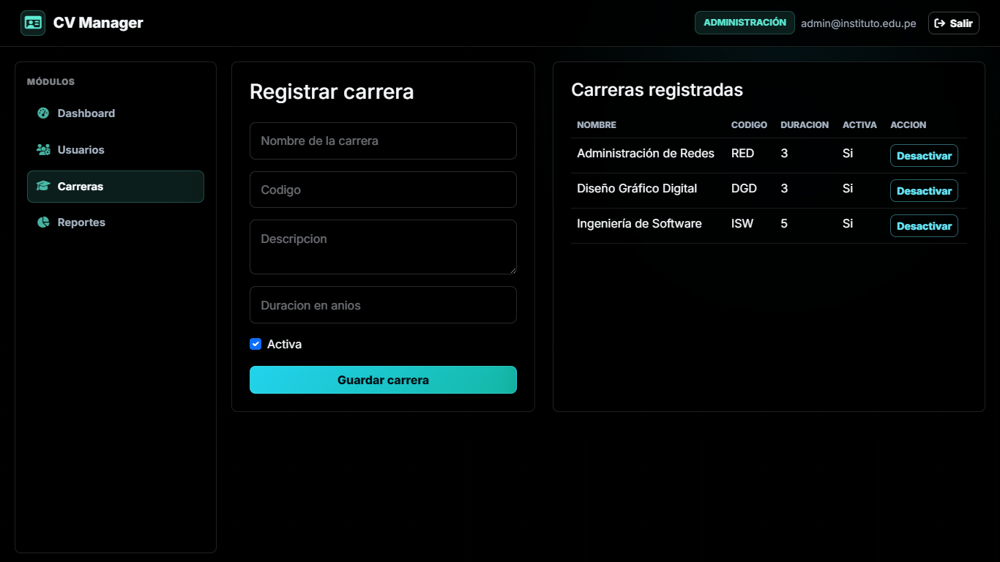 CV Manager
ADMINISTRACIÓN admin@instituto.edu.pe Salir
MÓDULOS
Dashboard
Usuarios
Carreras
Reportes
Registrar carrera
Nombre de la carrera
Codigo
Descripcion
Duracion en anios
Activa
Guardar carrera
Carreras registradas
NOMBRE CODIGO DURACION ACTIVA ACCION
Administración de Redes RED 3 Si Desactivar
Diseño Gráfico Digital DGD 3 Si Desactivar
Ingeniería de Software ISW 5 Si Desactivar